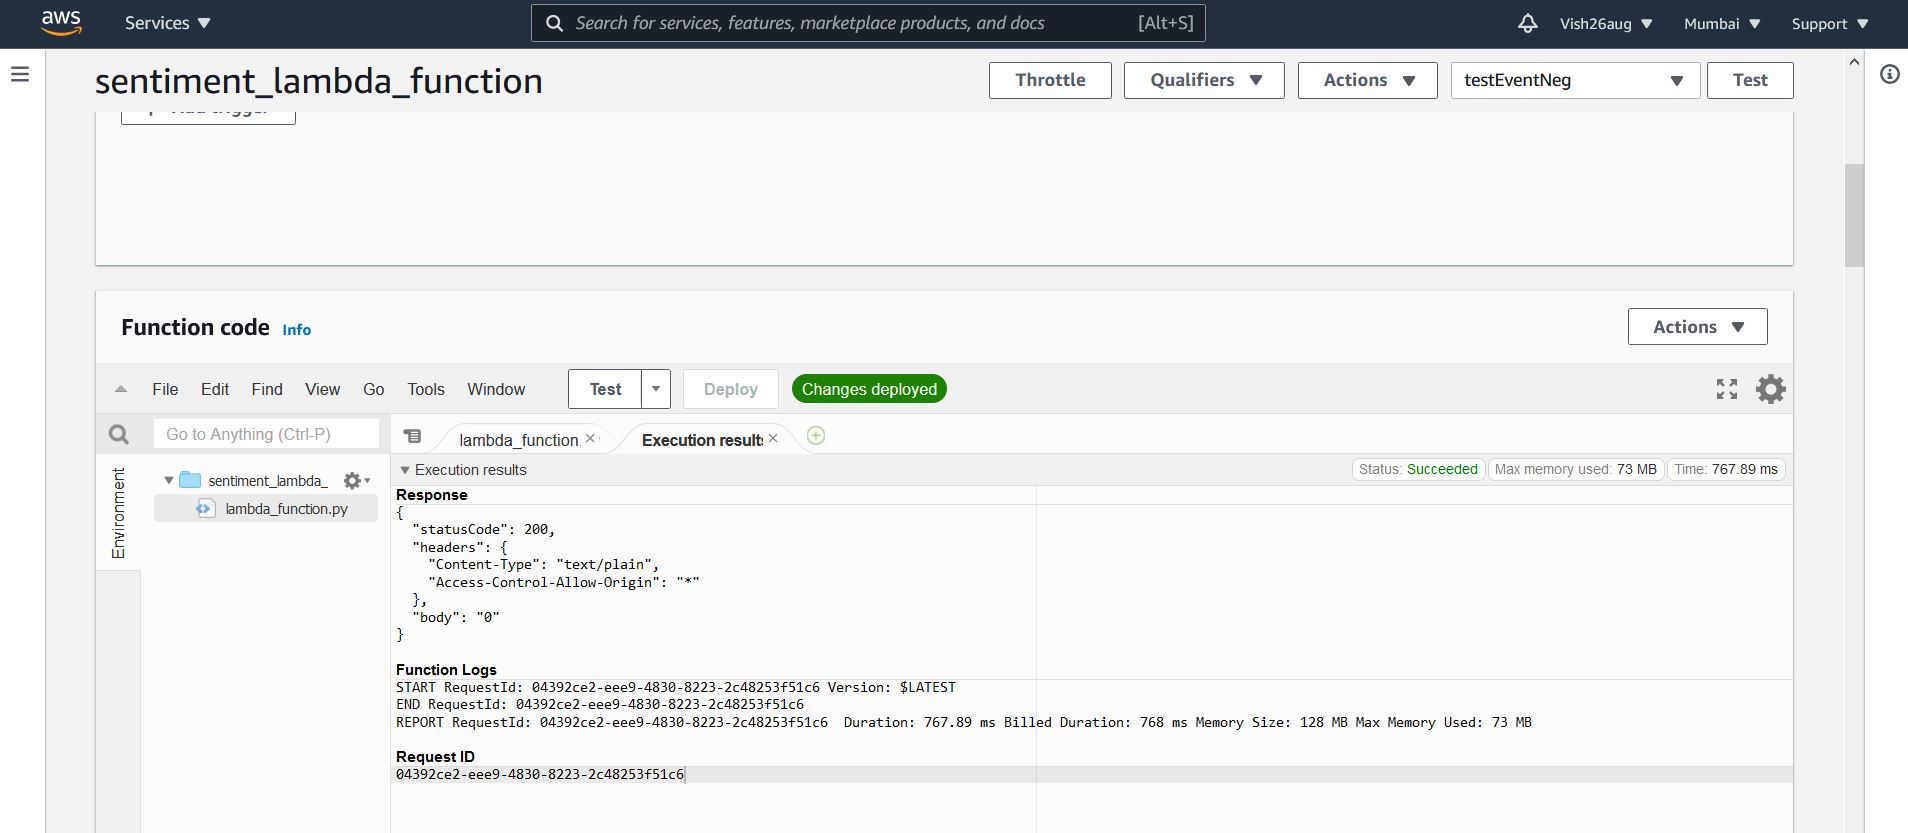 aws
Services
Search for services, features, marketplace products, and docs [Alt+S]
Vish26aug
Mumbai
Support
sentiment_lambda_function
Throttle
Qualifiers
Actions
testEventNeg
Test
Function code Info
Actions
File Edit Find View Go Tools Window
Test
Deploy
Changes deployed
Go to Anything (Ctrl-P)
lambda_function.
Execution results
Environment
sentiment_lambda_
lambda_function.py
Execution results
Status: Succeeded
Max memory used: 73 MB
Time: 767.89 ms
Response
{
"statusCode": 200,
"headers": {
"Content-Type": "text/plain",
"Access-Control-Allow-Origin": "*"
},
"body": "0"
}
Function Logs
START RequestId: 04392ce2-eee9-4830-8223-2c48253f51c6 Version: $LATEST
END RequestId: 04392ce2-eee9-4830-8223-2c48253f51c6
REPORT RequestId: 04392ce2-eee9-4830-8223-2c48253f51c6 Duration: 767.89 ms Billed Duration: 768 ms Memory Size: 128 MB Max Memory Used: 73 MB
Request ID
04392ce2-eee9-4830-8223-2c48253f51c6